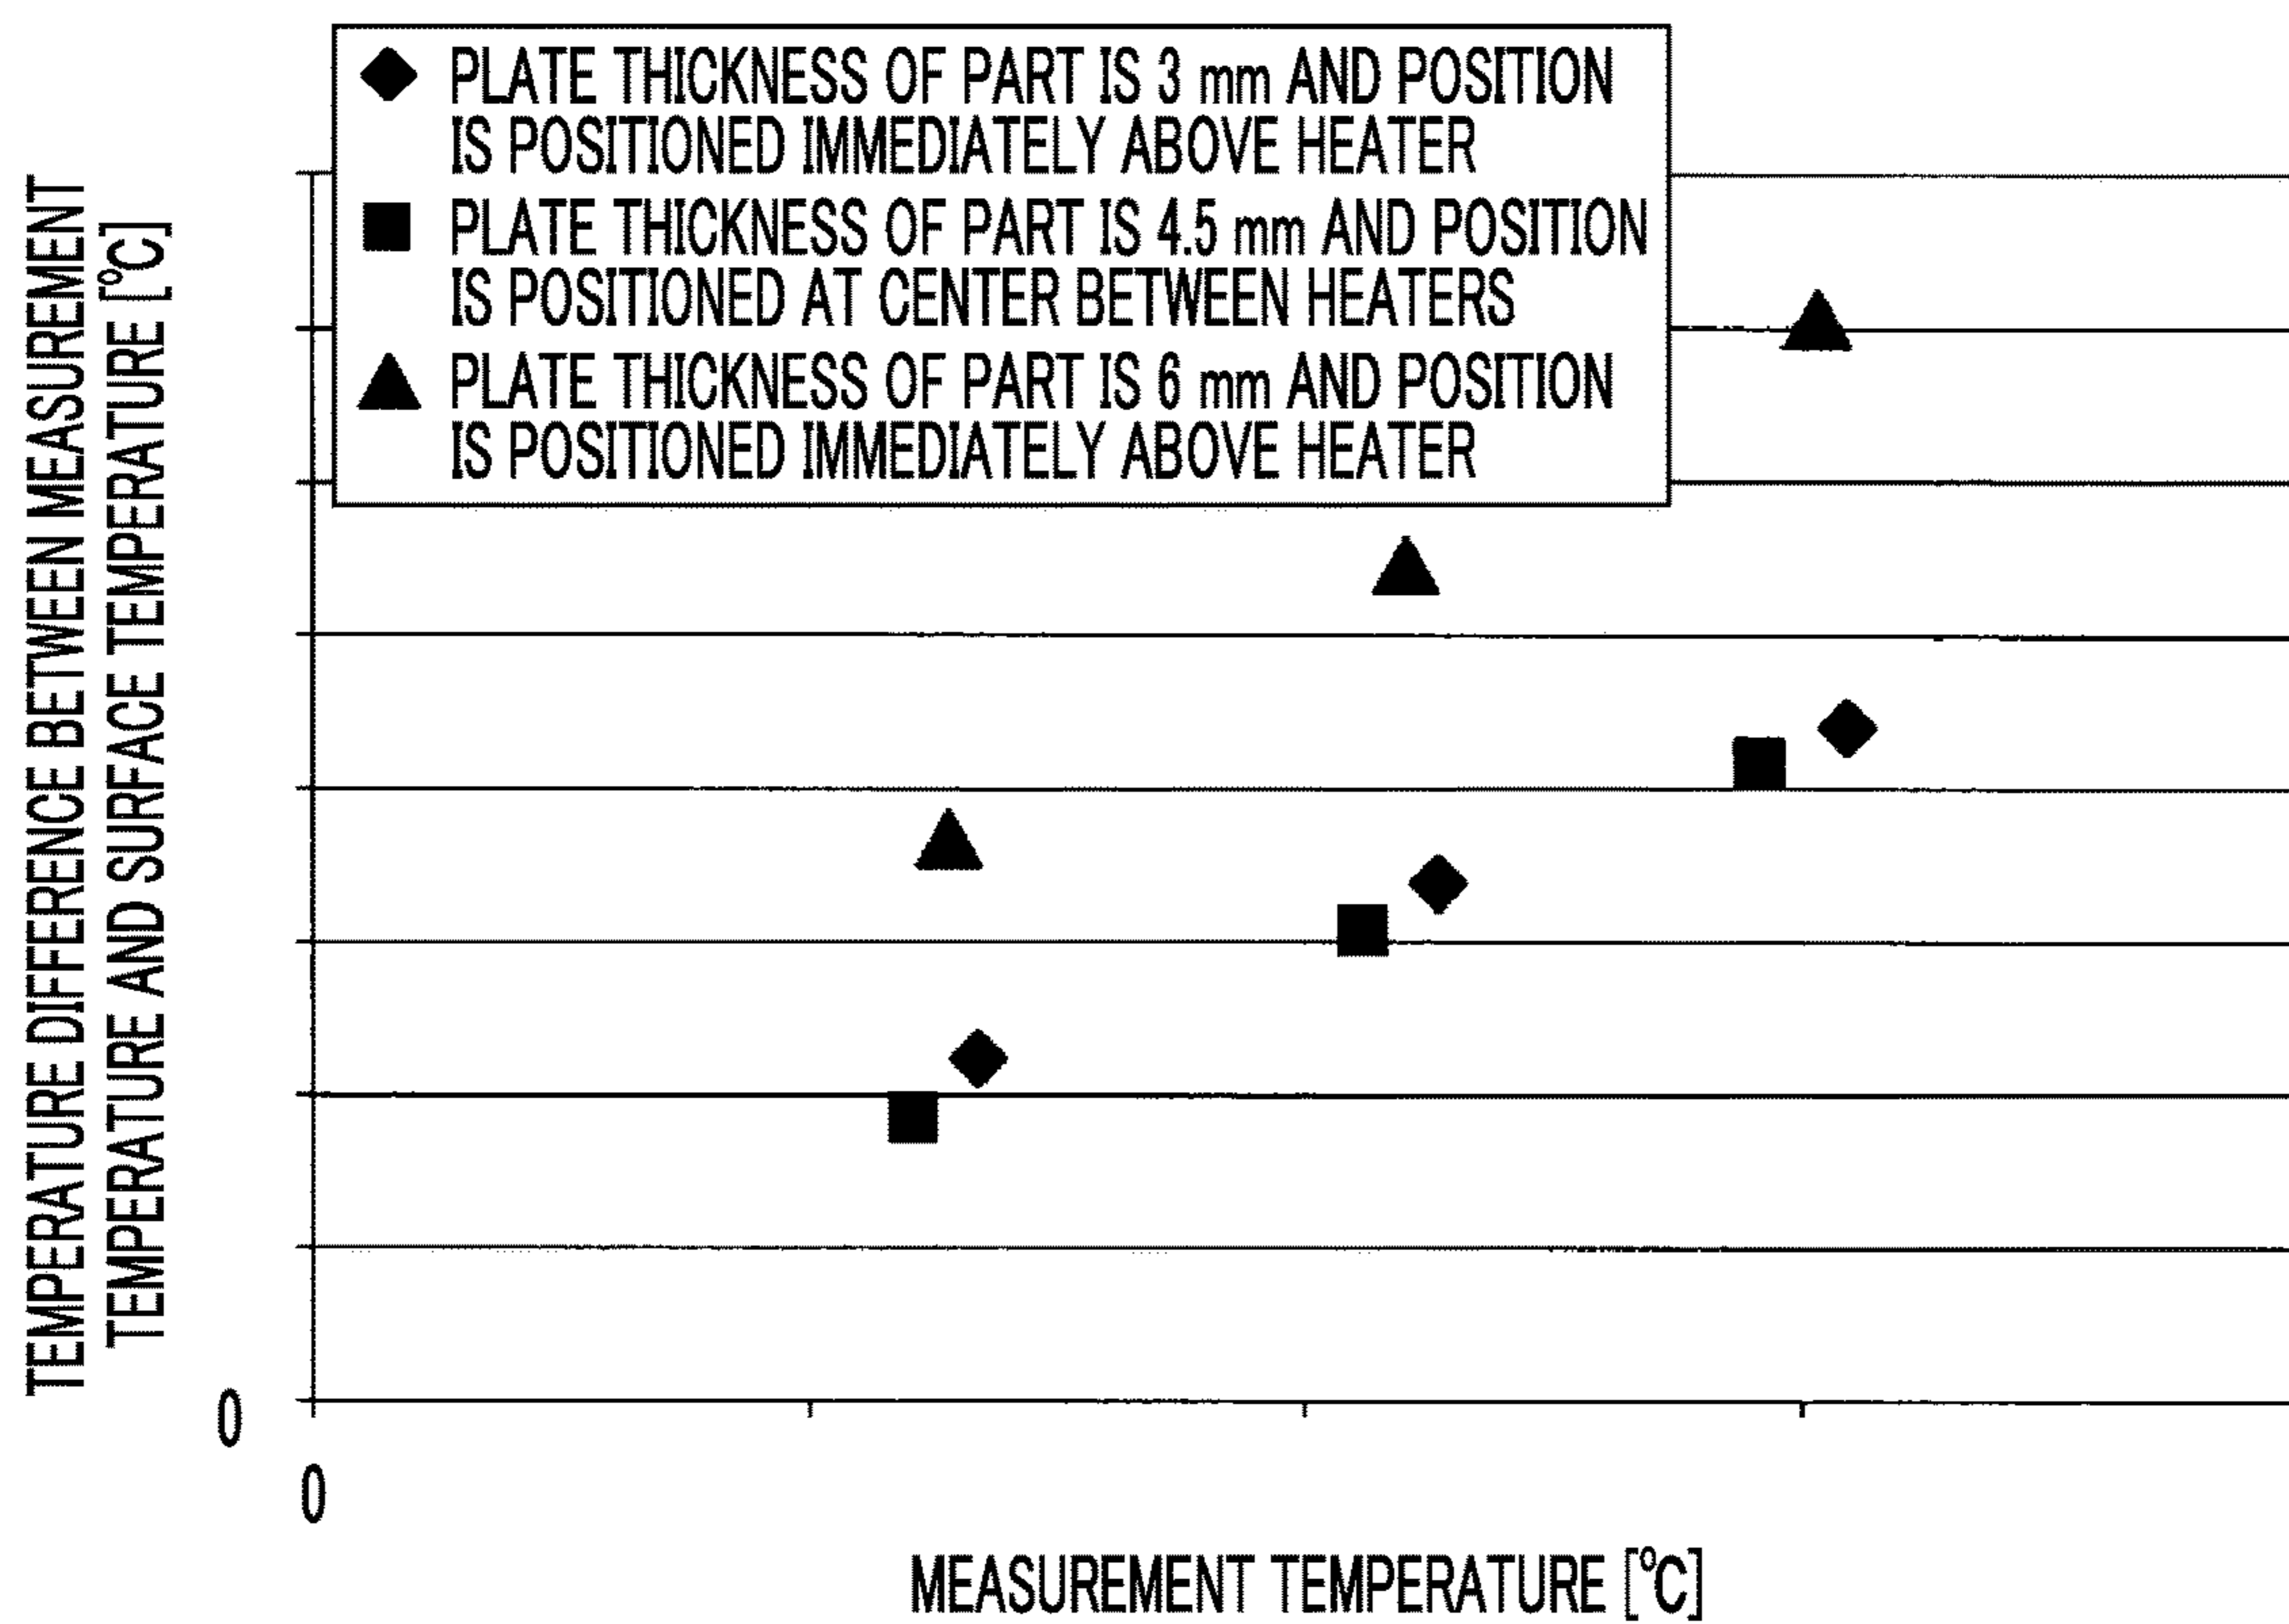 PLATE THICKNESS OF PART IS 3 mm AND POSITION
IS POSITIONED IMMEDIATELY ABOVE HEATER
PLATE THICKNESS OF PART IS 4.5 mm AND POSITION
IS POSITIONED AT CENTER BETWEEN HEATERS
PLATE THICKNESS OF PART IS 6 mm AND POSITION
IS POSITIONED IMMEDIATELY ABOVE HEATER
TEMPERATURE DIFFERENCE BETWEEN MEASUREMENT
TEMPERATURE AND SURFACE TEMPERATURE [°C]
0
0
MEASUREMENT TEMPERATURE [°C]